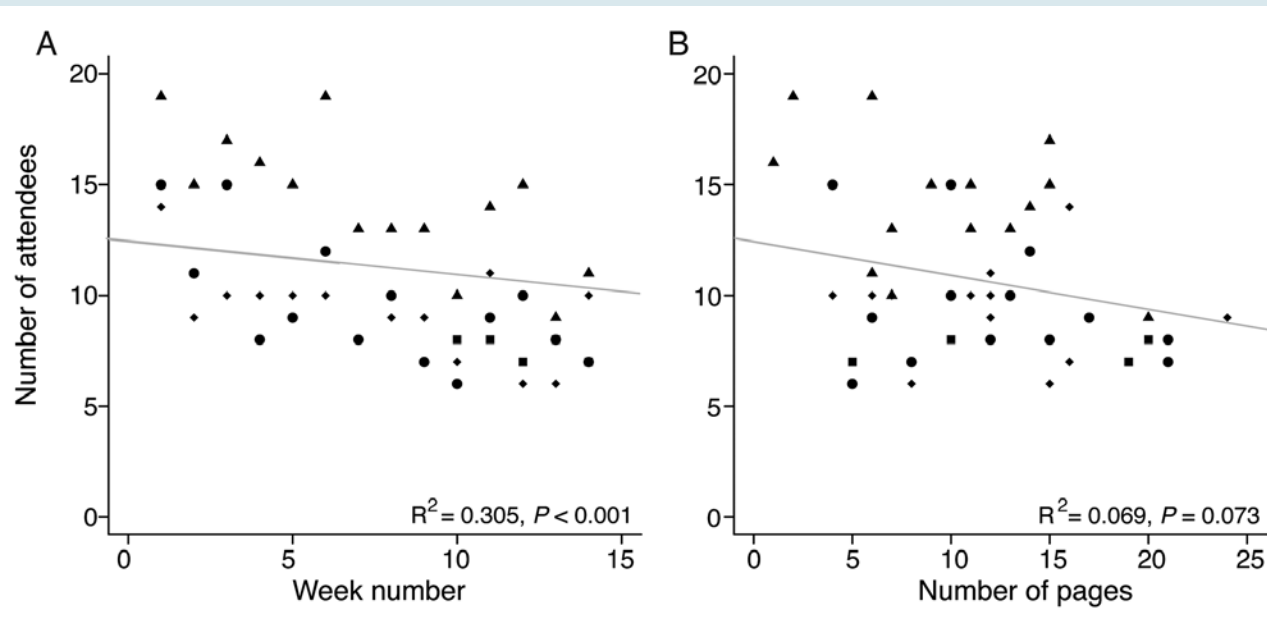 A
20
15
10
5
0
Number of attendees
R² = 0.305, P < 0.001
0 5 10 15
Week number
B
20
15
10
5
0
R² = 0.069, P = 0.073
0 5 10 15 20 25
Number of pages